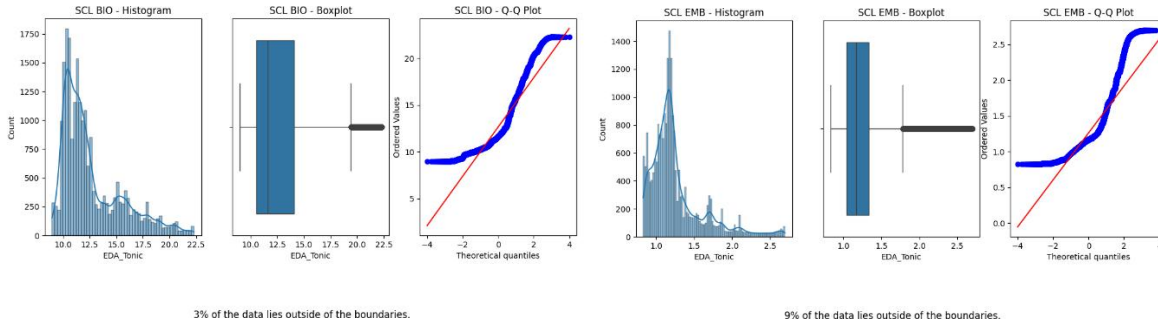 SCL BIO - Histogram
SCL BIO - Boxplot
SCL BIO - Q-Q Plot
SCL EMB - Histogram
SCL EMB - Boxplot
SCL EMB - Q-Q Plot
Count
1750
1500
1250
1000
750
500
250
0
10.0 12.5 15.0 17.5 20.0 22.5
EDA_Tonic
10.0 12.5 15.0 17.5 20.0 22.5
EDA_Tonic
Ordered Values
20
15
10
5
−4 −2 0 2 4
Theoretical quantiles
Count
1400
1200
1000
800
600
400
200
0
1.0 1.5 2.0 2.5
EDA_Tonic
1.0 1.5 2.0 2.5
EDA_Tonic
Ordered Values
2.5
2.0
1.5
1.0
0.5
0.0
−4 −2 0 2 4
Theoretical quantiles
3% of the data lies outside of the boundaries.
9% of the data lies outside of the boundaries.